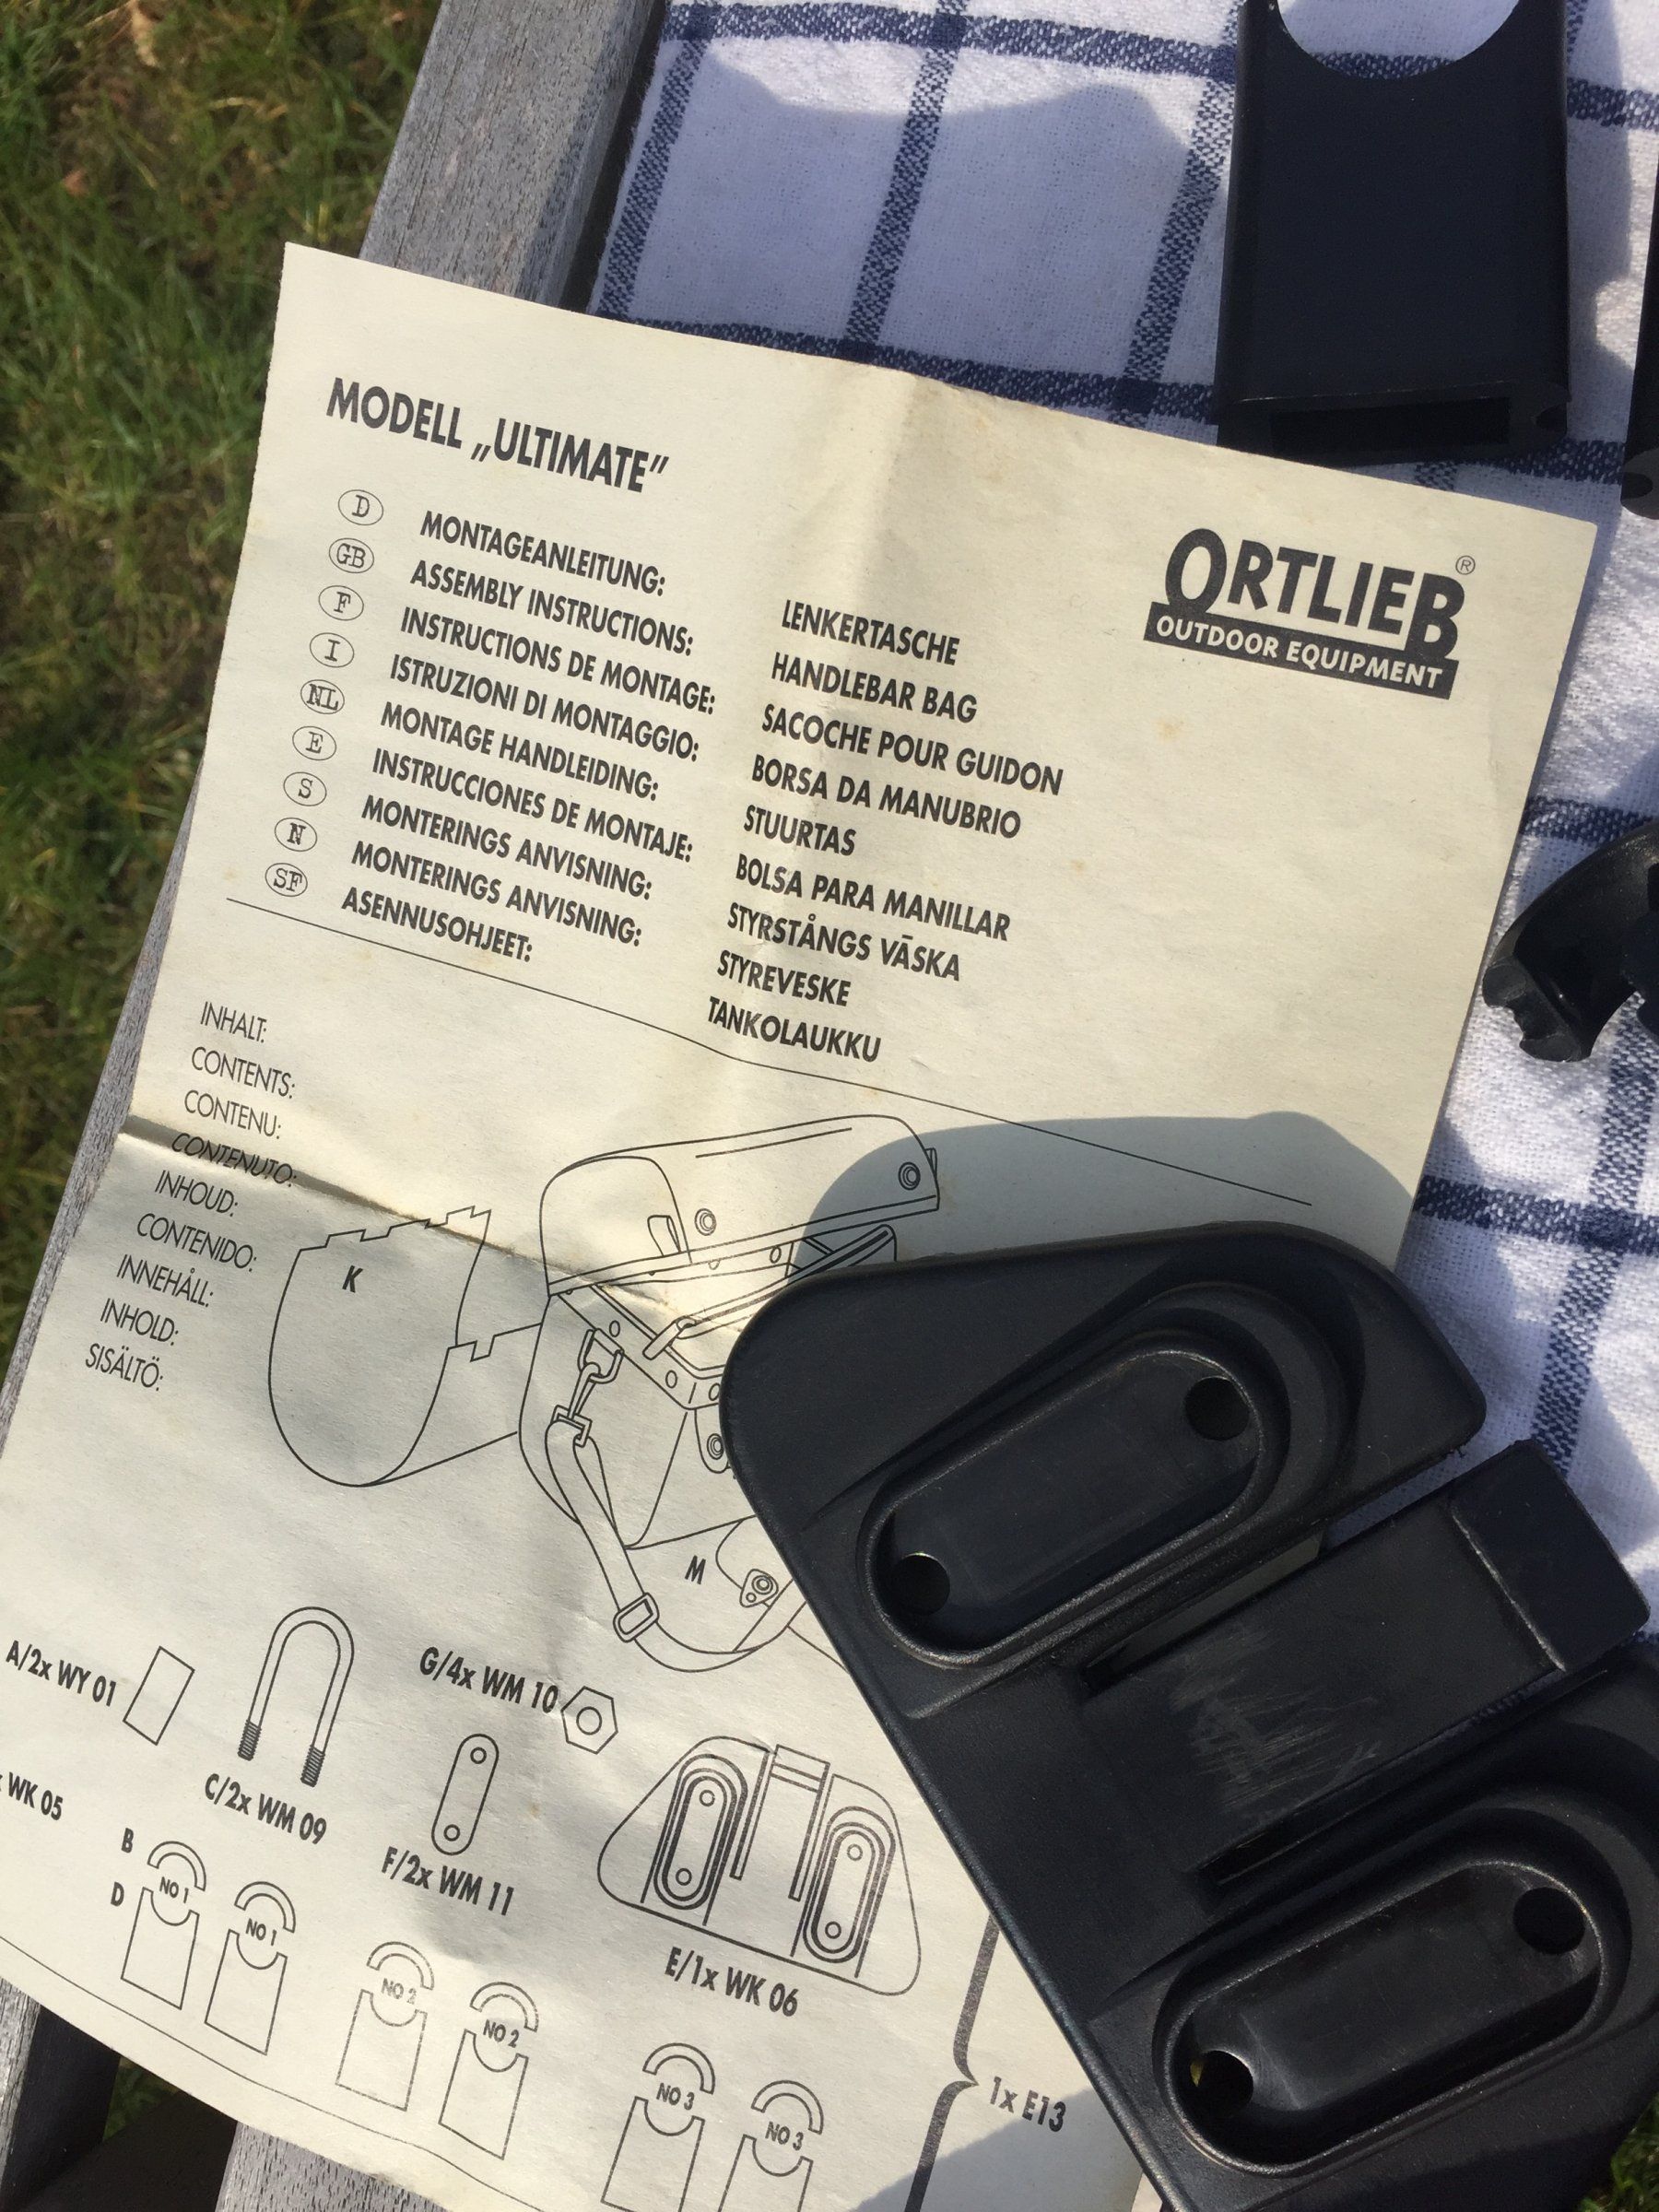 MODELL „ULTIMATE”
ORTLIEB®
OUTDOOR EQUIPMENT
D MONTAGEANLEITUNG: LENKERTASCHE
GB ASSEMBLY INSTRUCTIONS: HANDLEBAR BAG
F INSTRUCTIONS DE MONTAGE: SACOCHE POUR GUIDON
I ISTRUZIONI DI MONTAGGIO: BORSA DA MANUBRIO
NL MONTAGE HANDLEIDING: STUURTAS
E INSTRUCCIONES DE MONTAJE: BOLSA PARA MANILLAR
S MONTERINGS ANVISNING: STYRSTÅNGS VÄSKA
N MONTERINGS ANVISNING: STYREVESKE
SF ASENNUSOHJEET: TANKOLAUKKU
INHALT:
CONTENTS:
CONTENU:
CONTENUTO:
INHOUD:
CONTENIDO:
INNEHÅLL:
INHOLD:
SISÄLTÖ:
K
M
A/2x WY 01
C/2x WM 09
G/4x WM 10
F/2x WM 11
E/1x WK 06
WK 05
B
D
NO 1
NO 1
NO 2
NO 2
NO 3
NO 3
1x E13